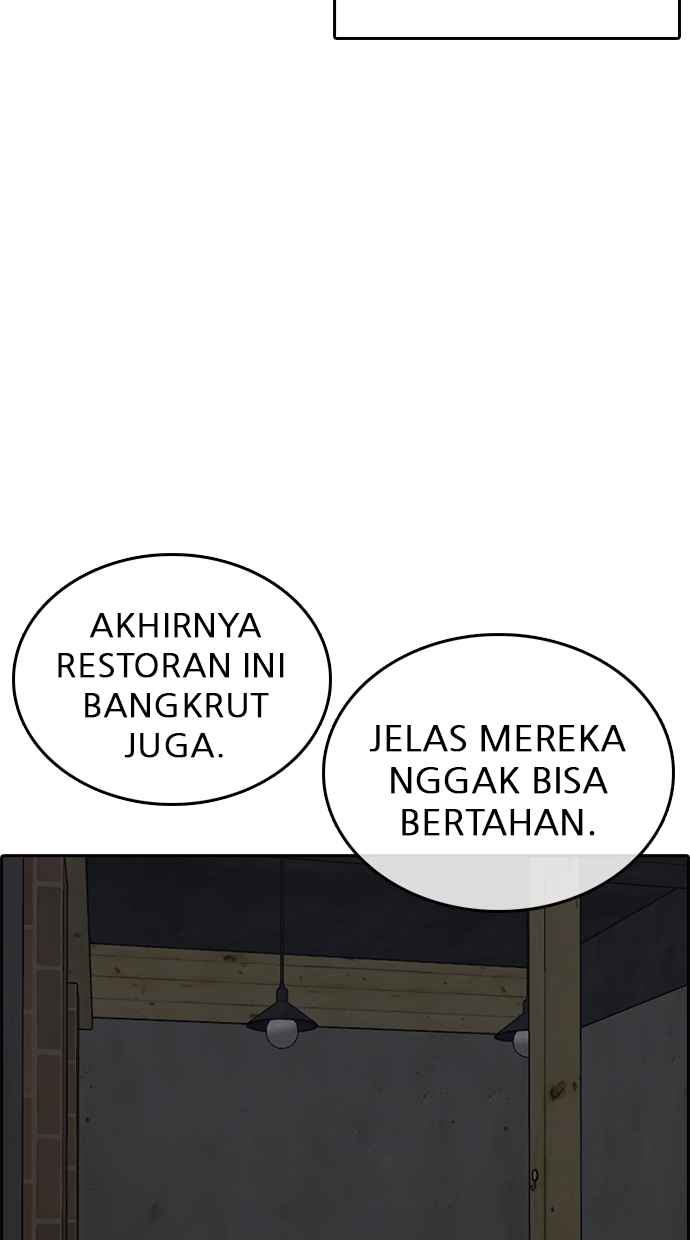 AKHIRNYA
RESTORAN INI
BANGKRUT
JUGA.
JELAS MEREKA
NGGAK BISA
BERTAHAN.